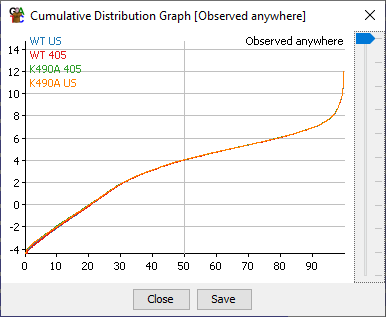 Cumulative Distribution Graph [Observed anywhere]
WT US
WT 405
K490A 405
K490A US
Observed anywhere
14
12
10
8
6
4
2
0
-2
-4
0 10 20 30 40 50 60 70 80 90
Close Save